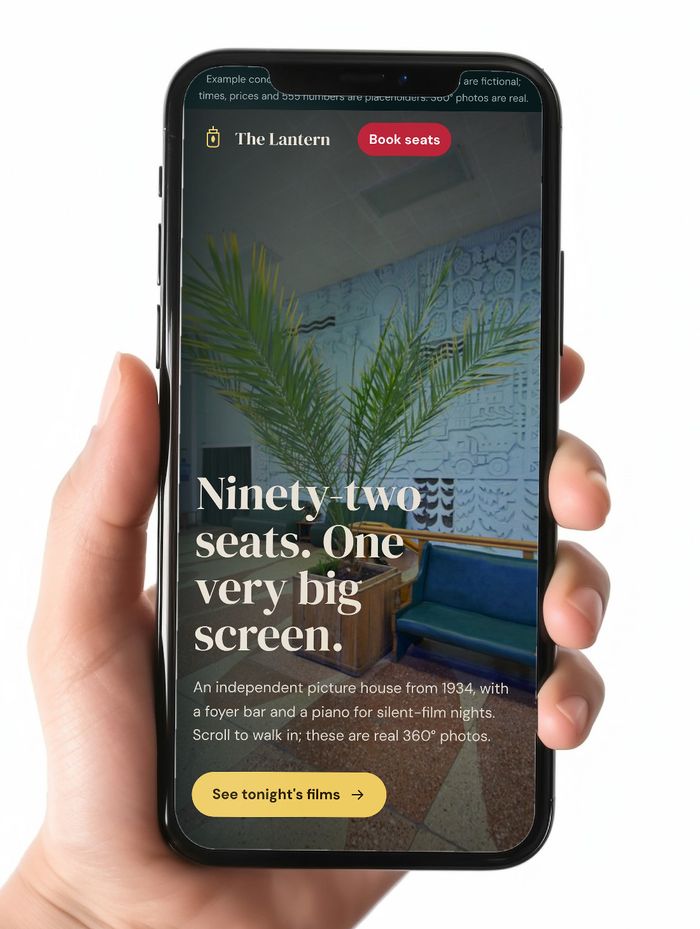 Example conc are fictional;
times, prices and 555 numbers are placeholders. 360° photos are real.
The Lantern
Book seats
Ninety-two
seats. One
very big
screen.
An independent picture house from 1934, with
a foyer bar and a piano for silent-film nights.
Scroll to walk in; these are real 360° photos.
See tonight's films →